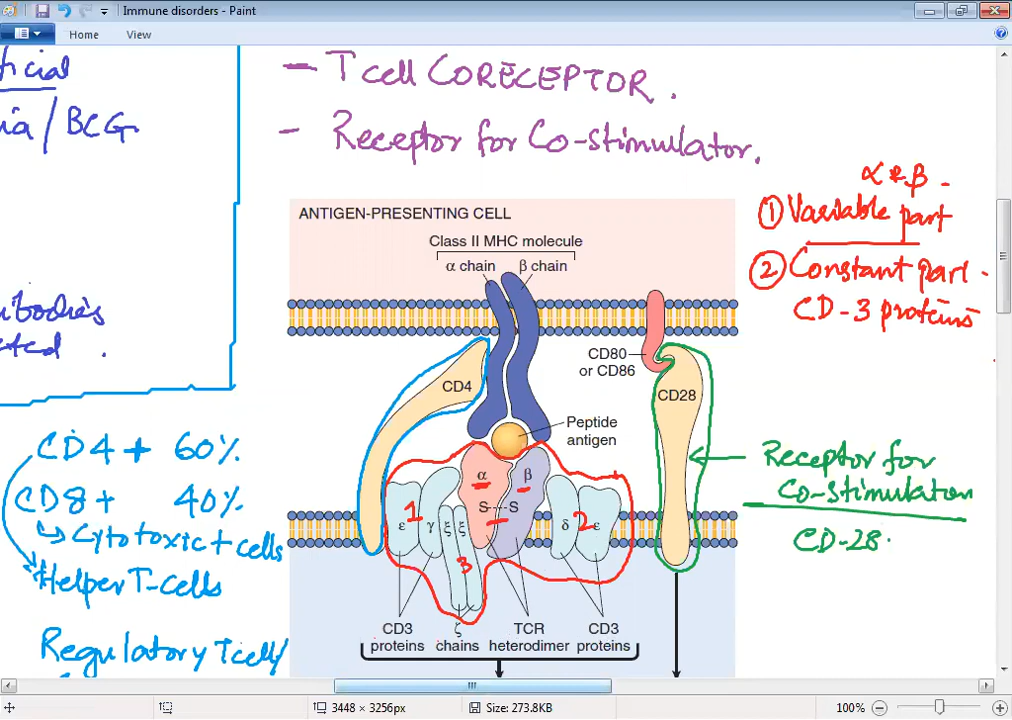 Immune disorders - Paint
Home View
ficial
ia / BCG
ibodies
cted.
CD4 + 60%
CD8 + 40%
Cytotoxic T cells
Helper T-cells
Regulatory T cell/
- T cell CORECEPTOR.
- Receptor for Co-stimulator.
α & β -
① Variable part
② Constant part -
CD-3 proteins
ANTIGEN-PRESENTING CELL
Class II MHC molecule
α chain β chain
CD80
or CD86
CD4
CD28
Peptide
antigen
α β
S S
1 2
ε γ ξ ξ δ ε
3
Receptor for
Co-stimulation
CD-28.
CD3 ζ TCR CD3
proteins chains heterodimer proteins
3448 × 3256px Size: 273.8KB 100%